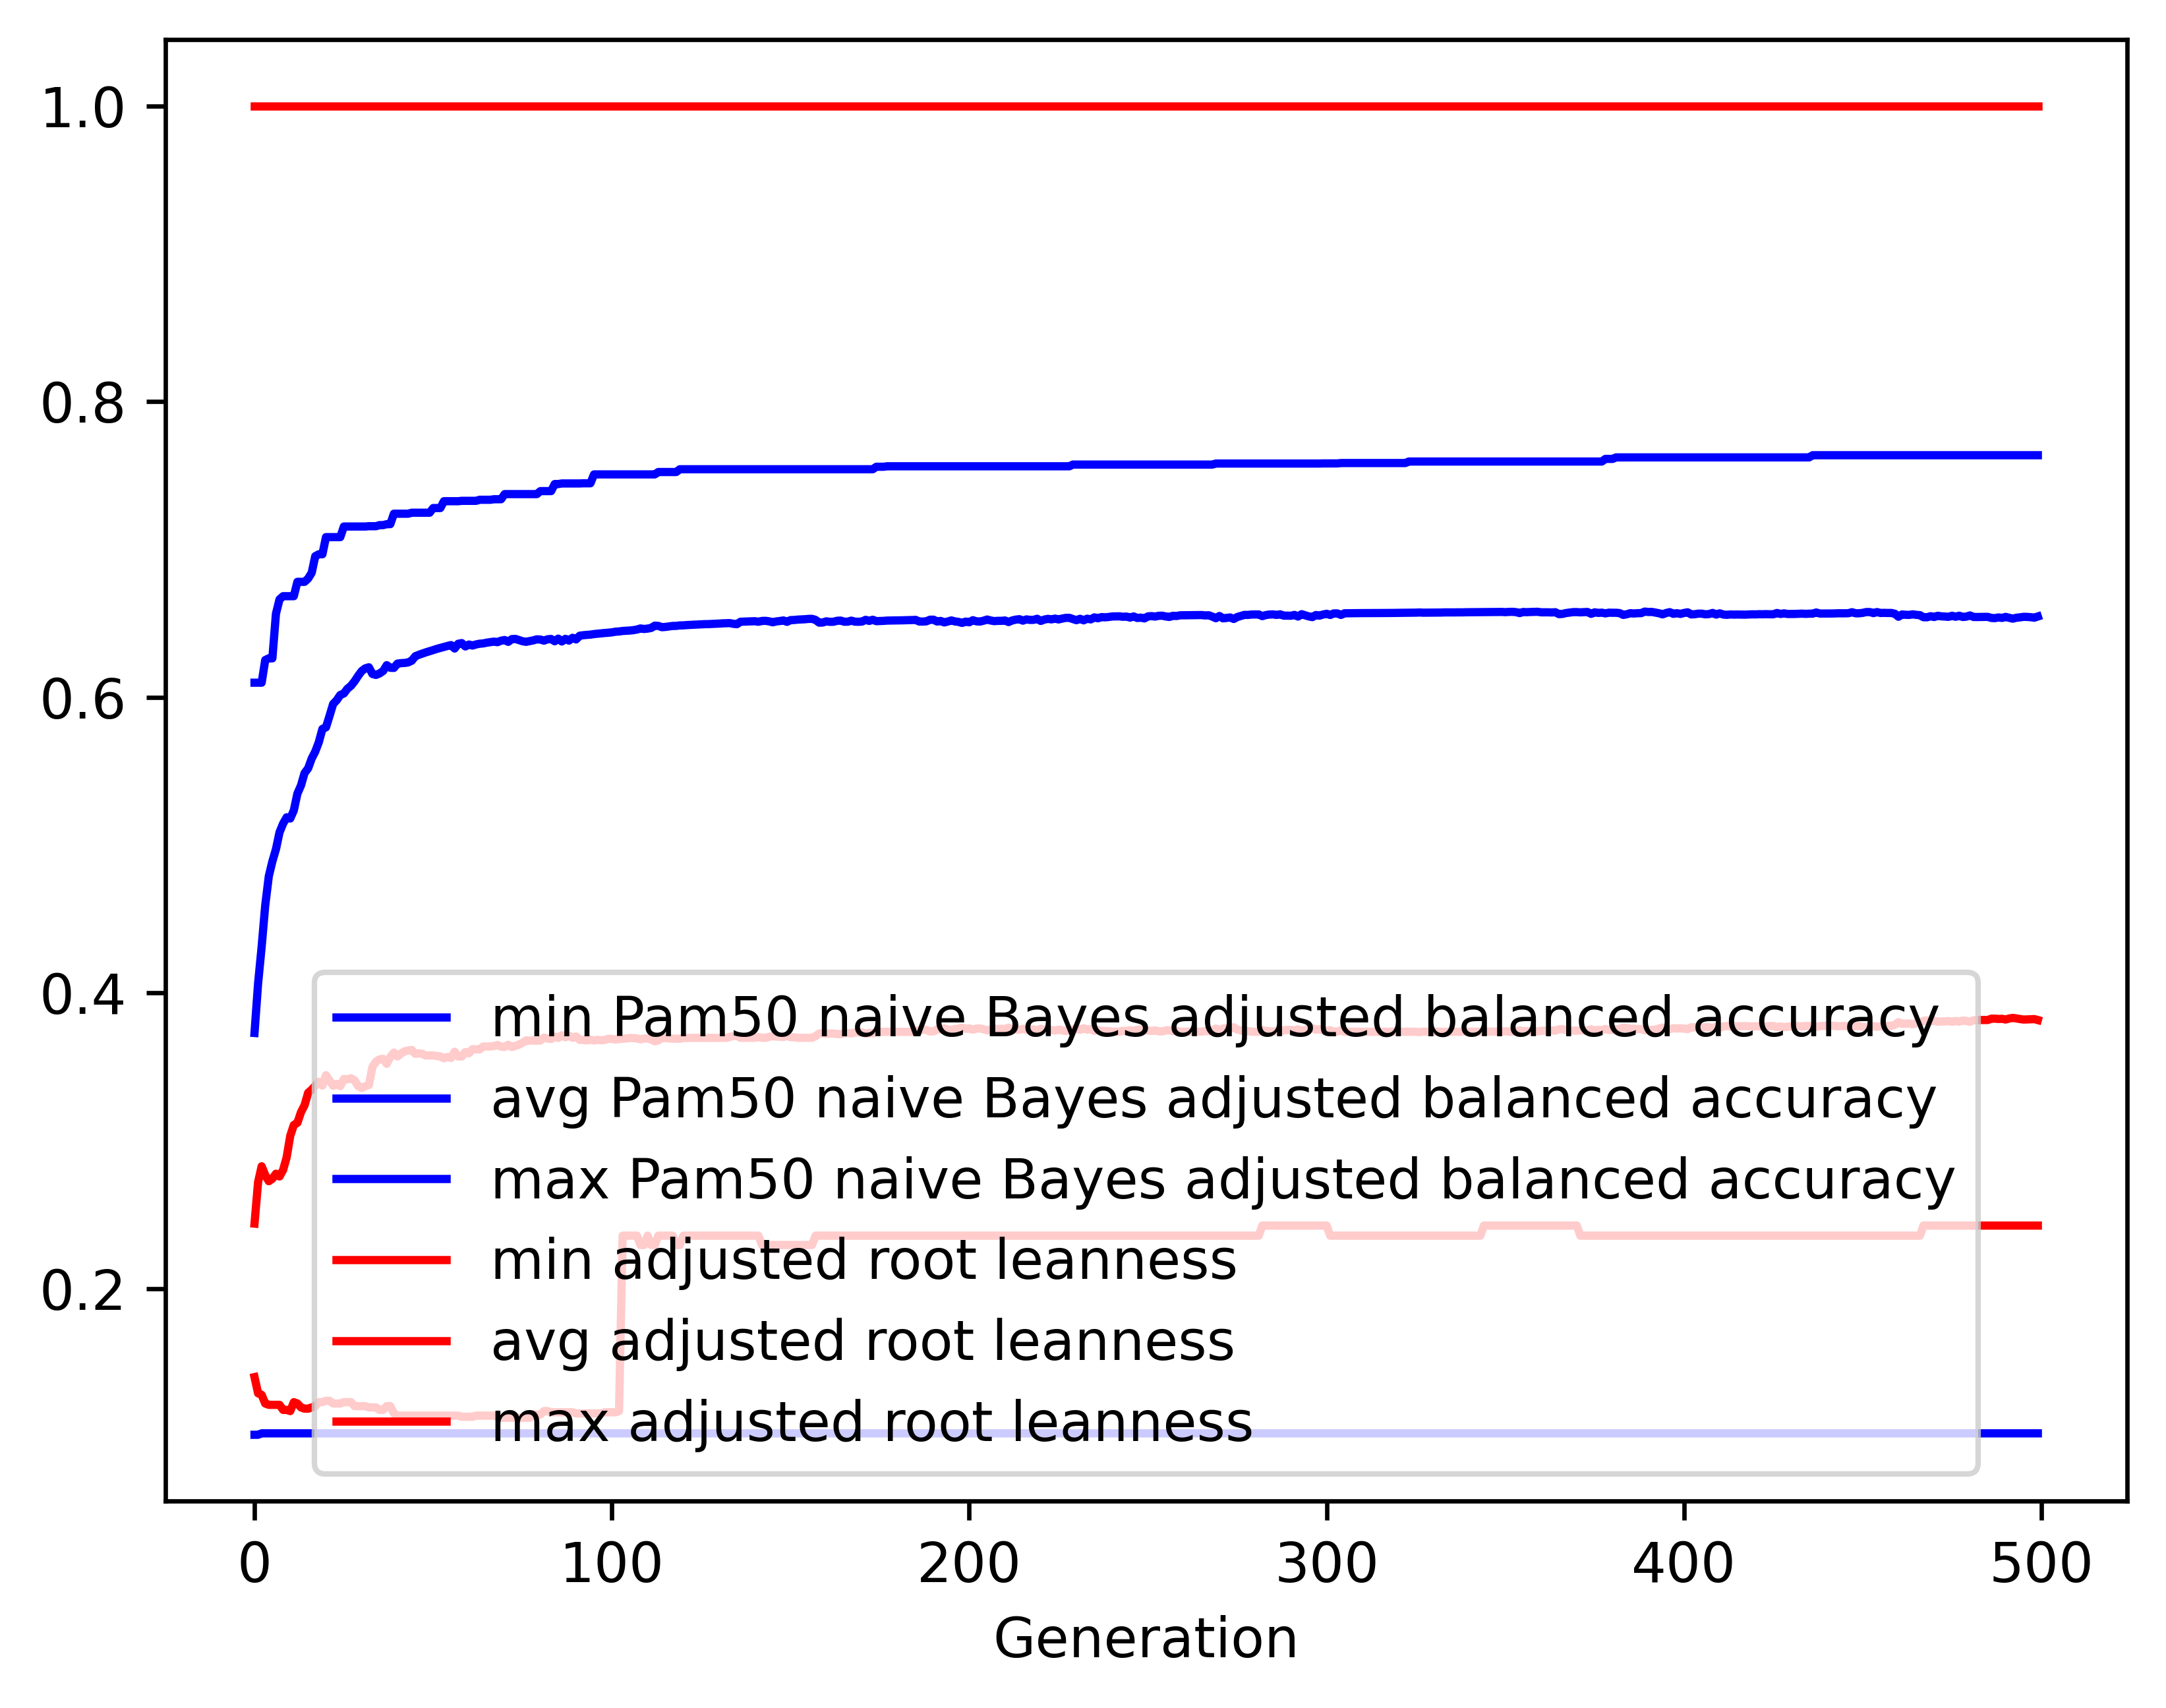 1.0
0.8
0.6
0.4
0.2
min Pam50 naive Bayes adjusted balanced accuracy
avg Pam50 naive Bayes adjusted balanced accuracy
max Pam50 naive Bayes adjusted balanced accuracy
min adjusted root leanness
avg adjusted root leanness
max adjusted root leanness
0 100 200 300 400 500
Generation